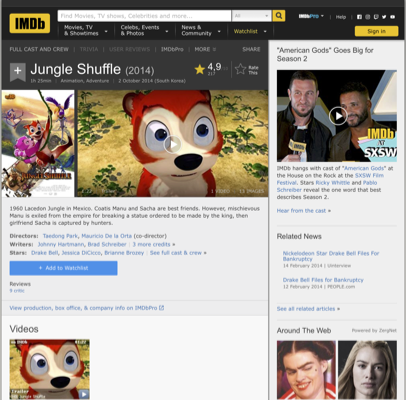 IMDb
Find Movies, TV shows, Celebrities and more...
All
IMDbPro
Help
Movies, TV
& Showtimes
Celebs, Events
& Photos
News &
Community
Watchlist
Sign in
FULL CAST AND CREW
TRIVIA
USER REVIEWS
IMDbPro
MORE
SHARE
+
Jungle Shuffle (2014)
1h 25min
Animation, Adventure
2 October 2014 (South Korea)
4,9
Rate
This
1 VIDEO
15 IMAGES
1960 Lacedon Jungle in Mexico. Coatis Manu and Sacha are best friends. However, mischievous
Manu is exiled from the empire for breaking a statue ordered to be made by the king, then
girlfriend Sacha is captured by hunters.
Directors: Taedong Park, Mauricio De la Orta (co-director)
Writers: Johnny Hartmann, Brad Schreiber | 3 more credits »
Stars: Drake Bell, Jessica DiCicco, Brianne Brozey | See full cast & crew »
+ Add to Watchlist
Reviews
9 critic
View production, box office, & company info on IMDbPro
Videos
"American Gods" Goes Big for
Season 2
IMDb
at
SXSW
IMDb hangs with cast of "American Gods" at
the House on the Rock at the SXSW Film
Festival. Stars Ricky Whittle and Pablo
Schreiber reveal the one word that best
describes Season 2.
Hear from the cast »
Related News
Nickelodeon Star Drake Bell Files For
Bankruptcy
14 February 2014 | Uinterview
Drake Bell Files for Bankruptcy
12 February 2014 | PEOPLE.com
See all related articles »
Around The Web
Powered by ZergNet